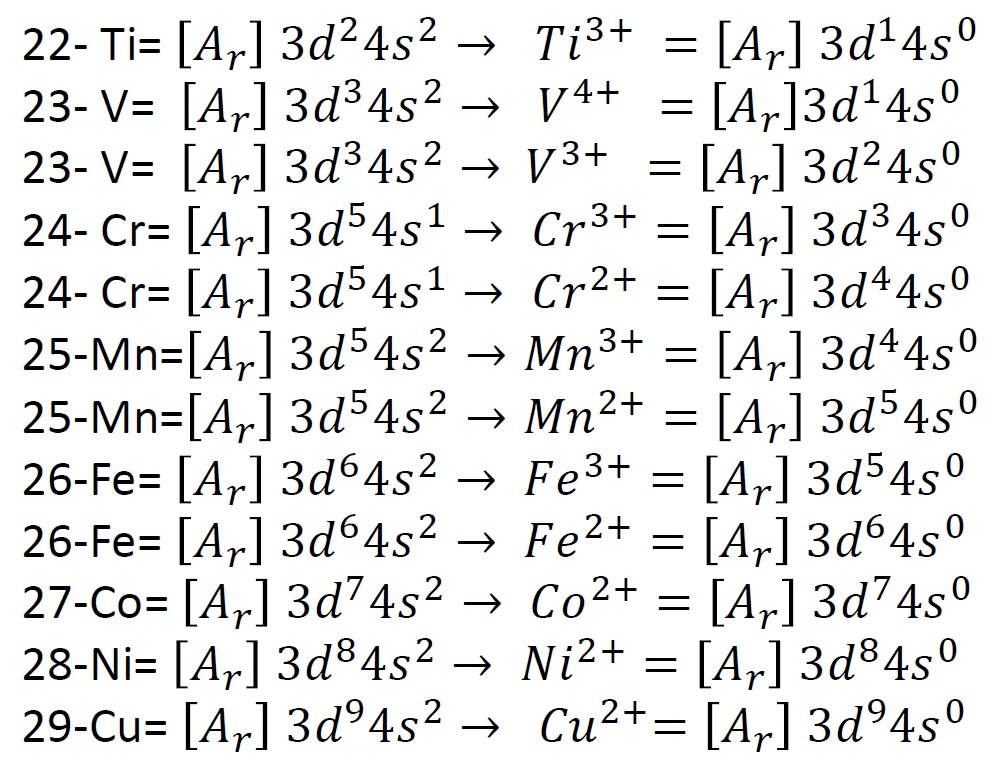 22- Ti= [Aᵣ] 3d²4s² → Ti³⁺ = [Aᵣ] 3d¹4s⁰
23- V= [Aᵣ] 3d³4s² → V⁴⁺ = [Aᵣ]3d¹4s⁰
23- V= [Aᵣ] 3d³4s² → V³⁺ = [Aᵣ] 3d²4s⁰
24- Cr= [Aᵣ] 3d⁵4s¹ → Cr³⁺ = [Aᵣ] 3d³4s⁰
24- Cr= [Aᵣ] 3d⁵4s¹ → Cr²⁺ = [Aᵣ] 3d⁴4s⁰
25-Mn=[Aᵣ] 3d⁵4s² → Mn³⁺ = [Aᵣ] 3d⁴4s⁰
25-Mn=[Aᵣ] 3d⁵4s² → Mn²⁺ = [Aᵣ] 3d⁵4s⁰
26-Fe= [Aᵣ] 3d⁶4s² → Fe³⁺ = [Aᵣ] 3d⁵4s⁰
26-Fe= [Aᵣ] 3d⁶4s² → Fe²⁺ = [Aᵣ] 3d⁶4s⁰
27-Co= [Aᵣ] 3d⁷4s² → Co²⁺ = [Aᵣ] 3d⁷4s⁰
28-Ni= [Aᵣ] 3d⁸4s² → Ni²⁺ = [Aᵣ] 3d⁸4s⁰
29-Cu= [Aᵣ] 3d⁹4s² → Cu²⁺= [Aᵣ] 3d⁹4s⁰